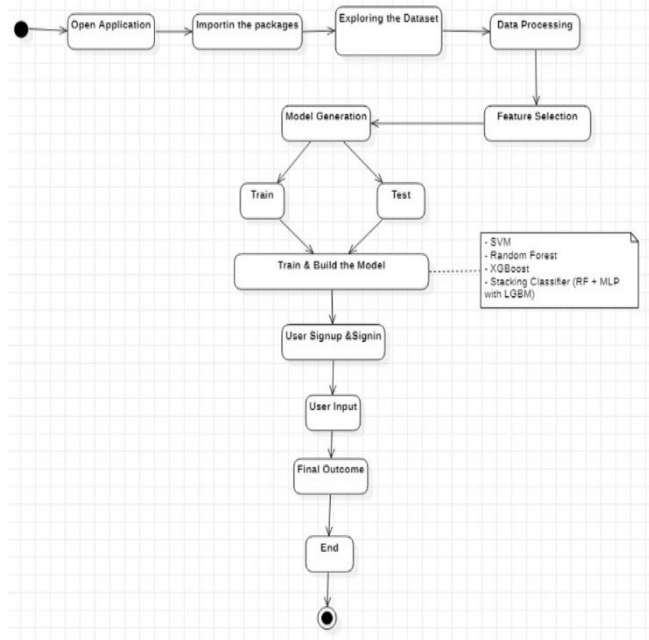 Open Application
Importin the packages
Exploring the Dataset
Data Processing
Model Generation
Feature Selection
Train
Test
Train & Build the Model
- SVM
- Random Forest
- XGBoost
- Stacking Classifier (RF + MLP
with LGBM)
User Signup &Signin
User Input
Final Outcome
End